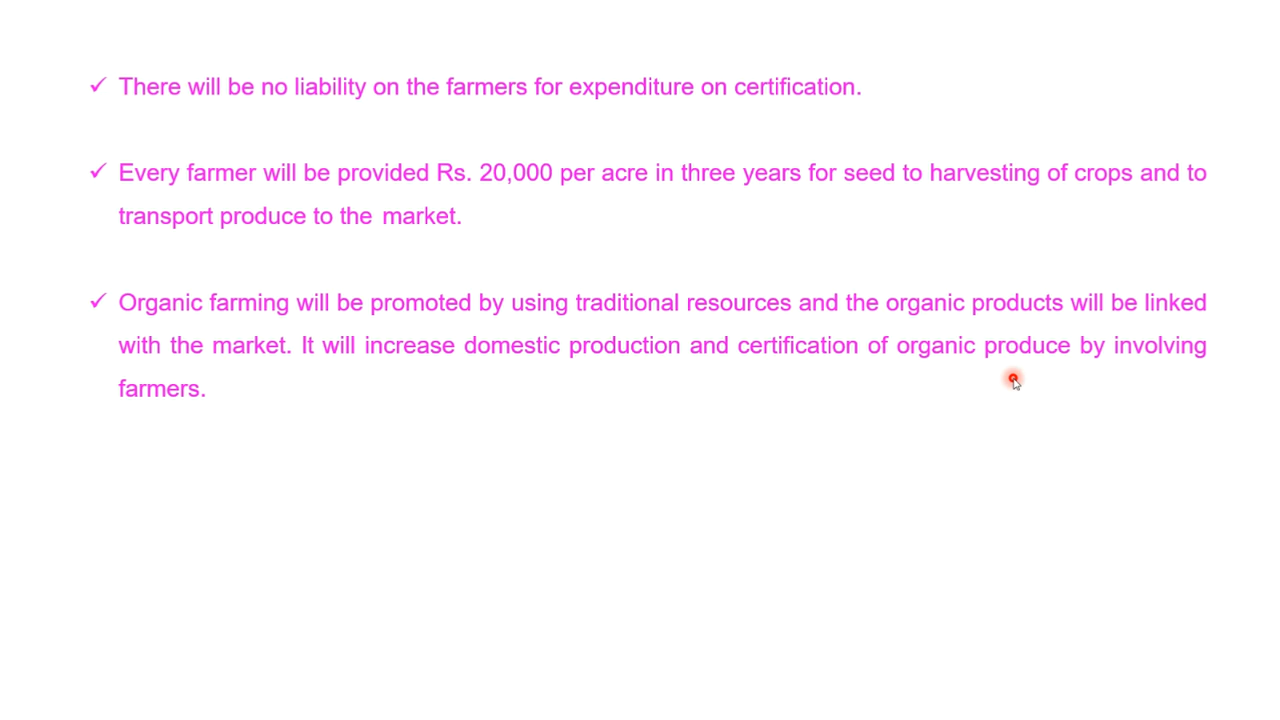 ✓ There will be no liability on the farmers for expenditure on certification.
✓ Every farmer will be provided Rs. 20,000 per acre in three years for seed to harvesting of crops and to
transport produce to the market.
✓ Organic farming will be promoted by using traditional resources and the organic products will be linked
with the market. It will increase domestic production and certification of organic produce by involving
farmers.